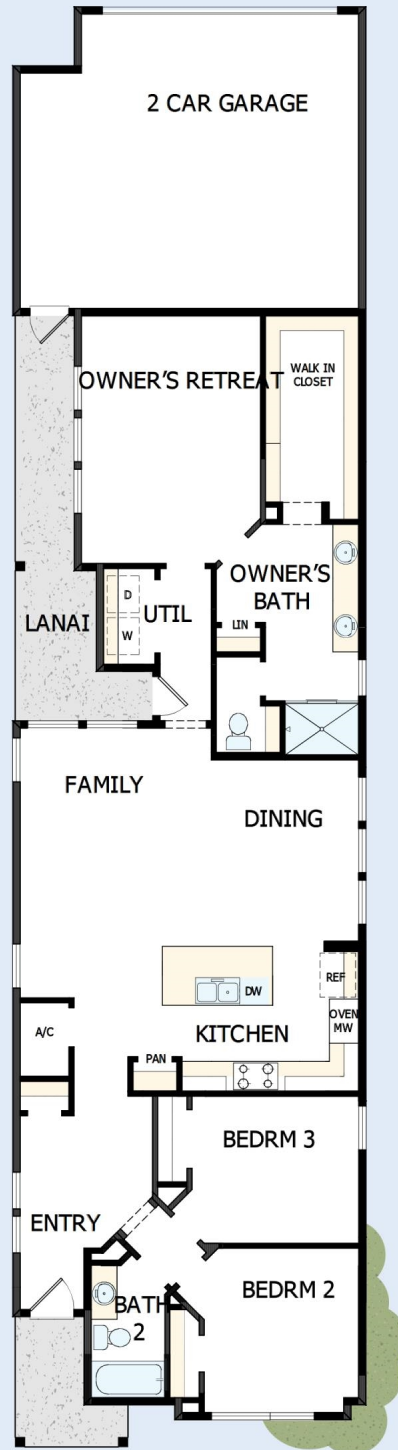 2 CAR GARAGE
OWNER'S RETREAT
WALK IN
CLOSET
OWNER'S
BATH
D
W
UTIL
LANAI
LIN
FAMILY
DINING
REF
DW
OVEN
MW
KITCHEN
A/C
PAN
BEDRM 3
ENTRY
BEDRM 2
BATH
2